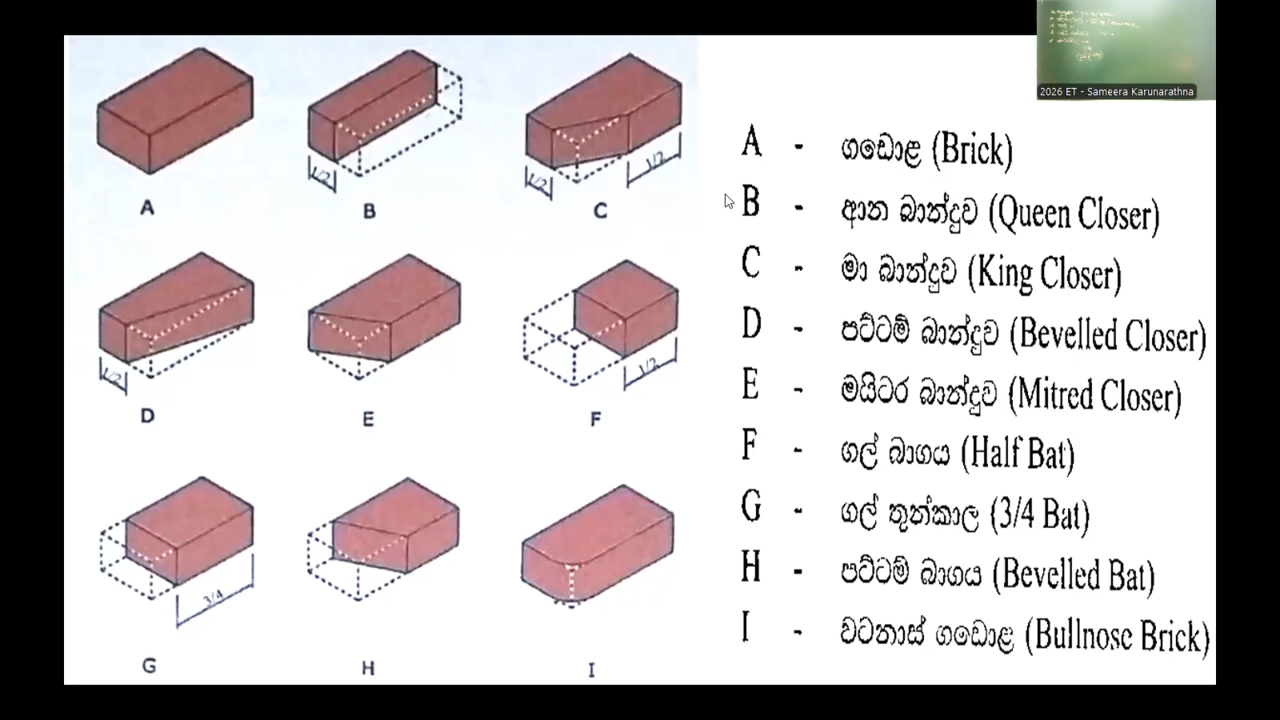 2026 ET - Sameera Karunarathna
1/2
1/2
1/2
A
B
C
1/2
1/2
D
E
F
3/4
G
H
I
A - ගඩොළ (Brick)
B - ආන බාන්දුව (Queen Closer)
C - මා බාන්දුව (King Closer)
D - පට්ටම් බාන්දුව (Bevelled Closer)
E - මයිටර බාන්දුව (Mitred Closer)
F - ගල් බාගය (Half Bat)
G - ගල් තුන්කාල (3/4 Bat)
H - පට්ටම් බාගය (Bevelled Bat)
I - වටනාස් ගඩොළ (Bullnose Brick)